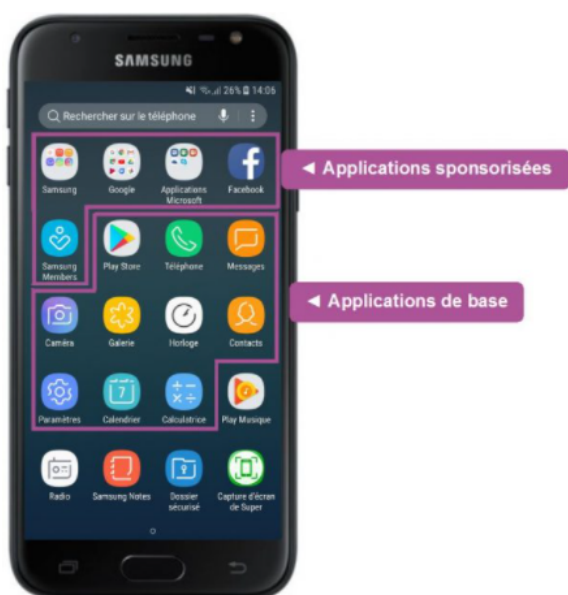 SAMSUNG
26% 14:06
Rechercher sur le téléphone
Samsung Google Applications Microsoft Facebook
◄ Applications sponsorisées
Samsung Members Play Store Téléphone Messages
◄ Applications de base
Caméra Galerie Horloge Contacts
7
Paramètres Calendrier Calculatrice Play Musique
Radio Samsung Notes Dossier sécurisé Capture d'écran de Super